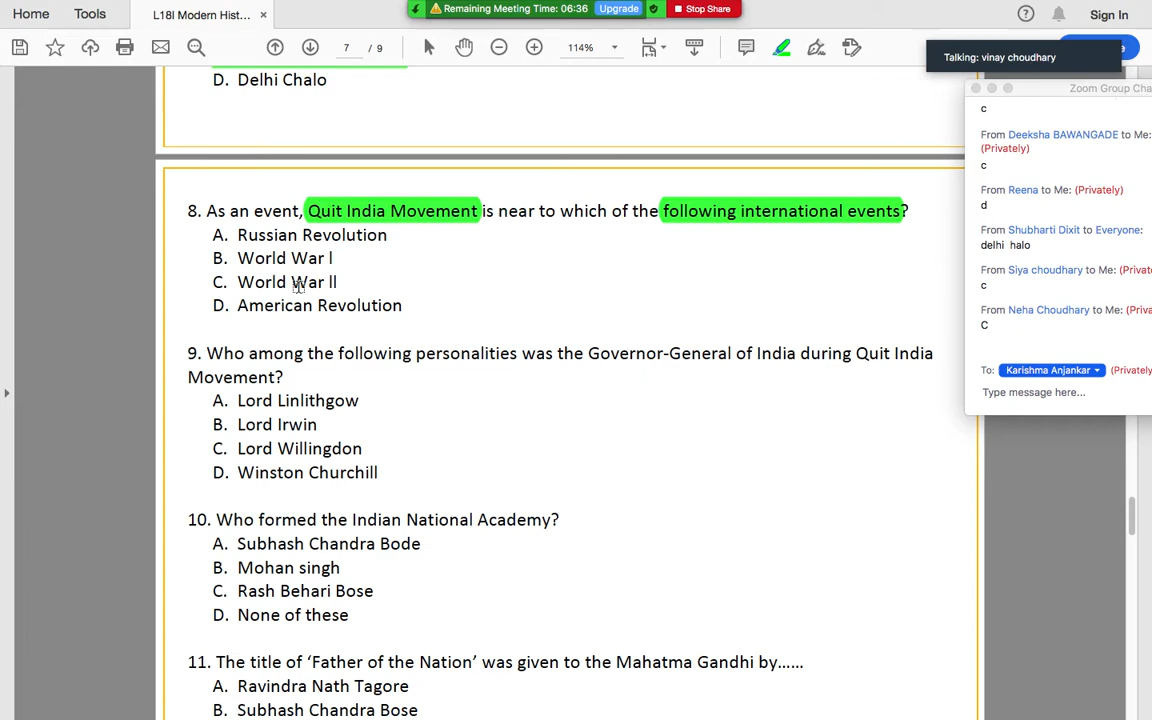 Remaining Meeting Time: 06:36 Upgrade Stop Share
Home Tools L18l Modern Hist... × Sign In
7 / 9 114%
Talking: vinay choudhary
D. Delhi Chalo
8. As an event, Quit India Movement is near to which of the following international events?
A. Russian Revolution
B. World War l
C. World War ll
D. American Revolution
9. Who among the following personalities was the Governor-General of India during Quit India
Movement?
A. Lord Linlithgow
B. Lord Irwin
C. Lord Willingdon
D. Winston Churchill
10. Who formed the Indian National Academy?
A. Subhash Chandra Bode
B. Mohan singh
C. Rash Behari Bose
D. None of these
11. The title of ‘Father of the Nation’ was given to the Mahatma Gandhi by……
A. Ravindra Nath Tagore
B. Subhash Chandra Bose
Zoom Group Cha
c
From Deeksha BAWANGADE to Me:
(Privately)
c
From Reena to Me: (Privately)
d
From Shubharti Dixit to Everyone:
delhi halo
From Siya choudhary to Me: (Privat
c
From Neha Choudhary to Me: (Priva
C
To: Karishma Anjankar (Privately
Type message here...